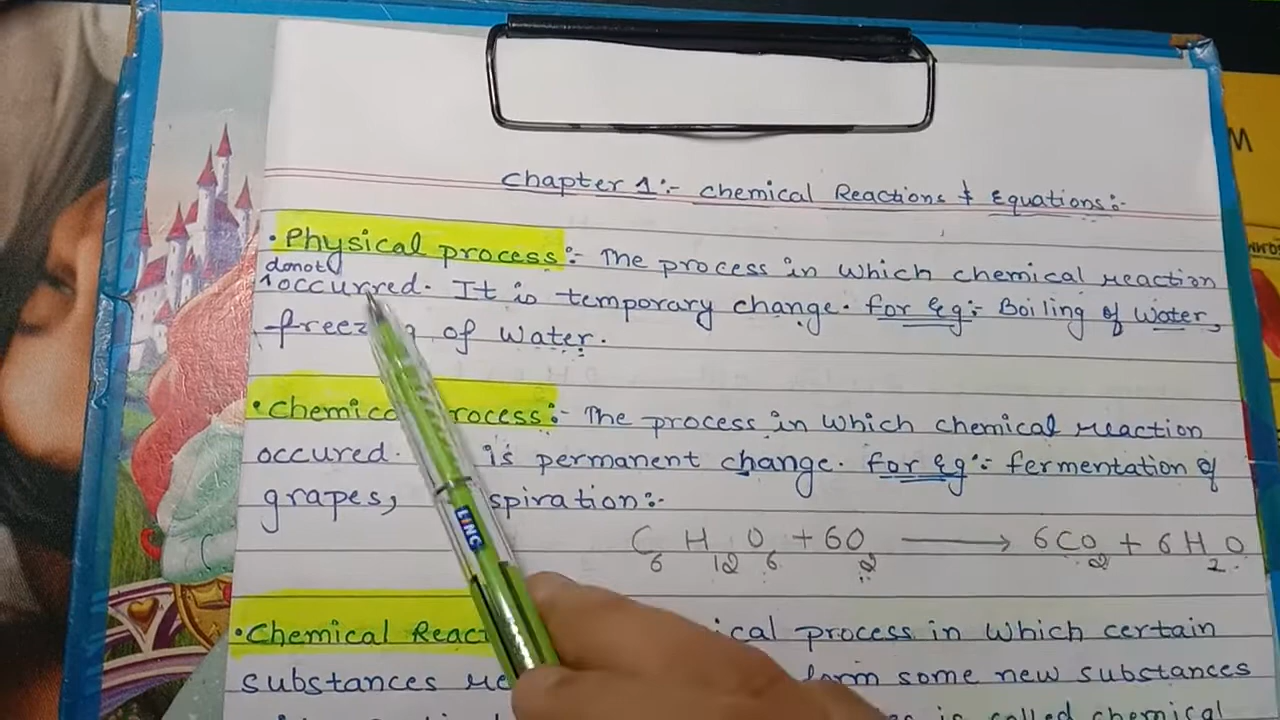 Chapter 1:- Chemical Reactions & Equations:-
• Physical process:- The process in which chemical reaction
donot
occurred. It is temporary change. for eg:- Boiling of water,
of water.
• Chemical process:- The process in which chemical reaction
occured. is permanent change. for eg:- fermentation of
grapes,
C6H12O6 + 6O2 ⟶ 6CO2 + 6H2O
• Chemical process in which certain
substances some new substances
is called chemical
LINC
M